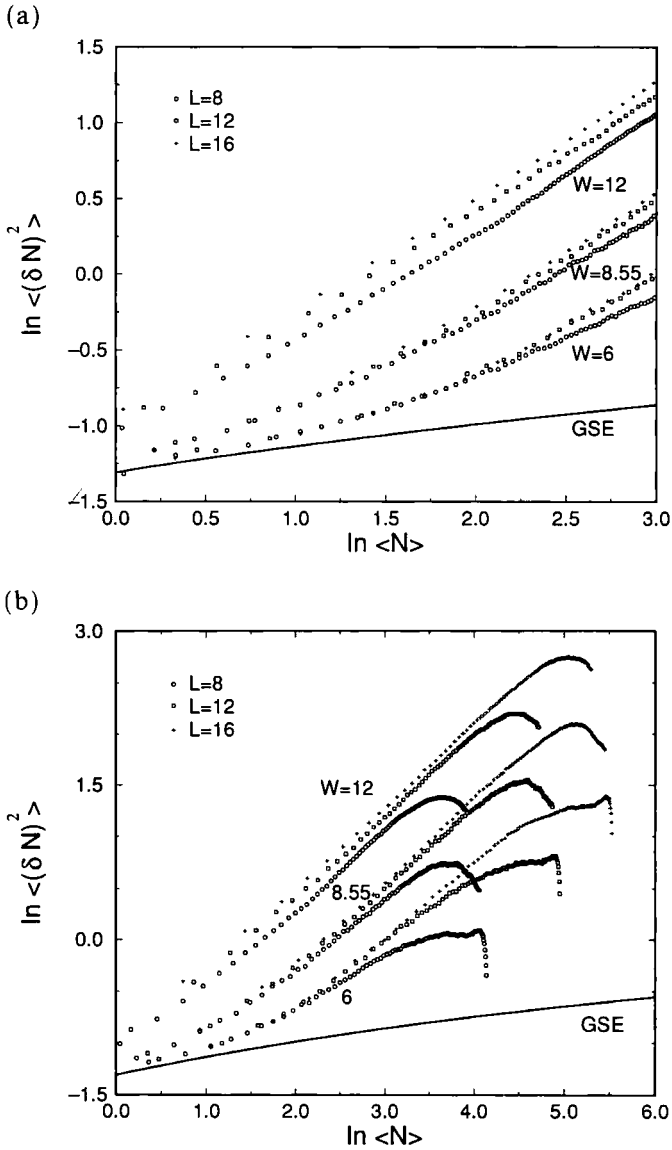 (a)
1.5
1.0
0.5
0.0
−0.5
−1.0
−1.5
ln <(δ N)² >
L=8
L=12
L=16
W=12
W=8.55
W=6
GSE
0.0 0.5 1.0 1.5 2.0 2.5 3.0
ln <N>
(b)
3.0
1.5
0.0
−1.5
ln <(δ N)² >
L=8
L=12
L=16
W=12
8.55
6
GSE
0.0 1.0 2.0 3.0 4.0 5.0 6.0
ln <N>